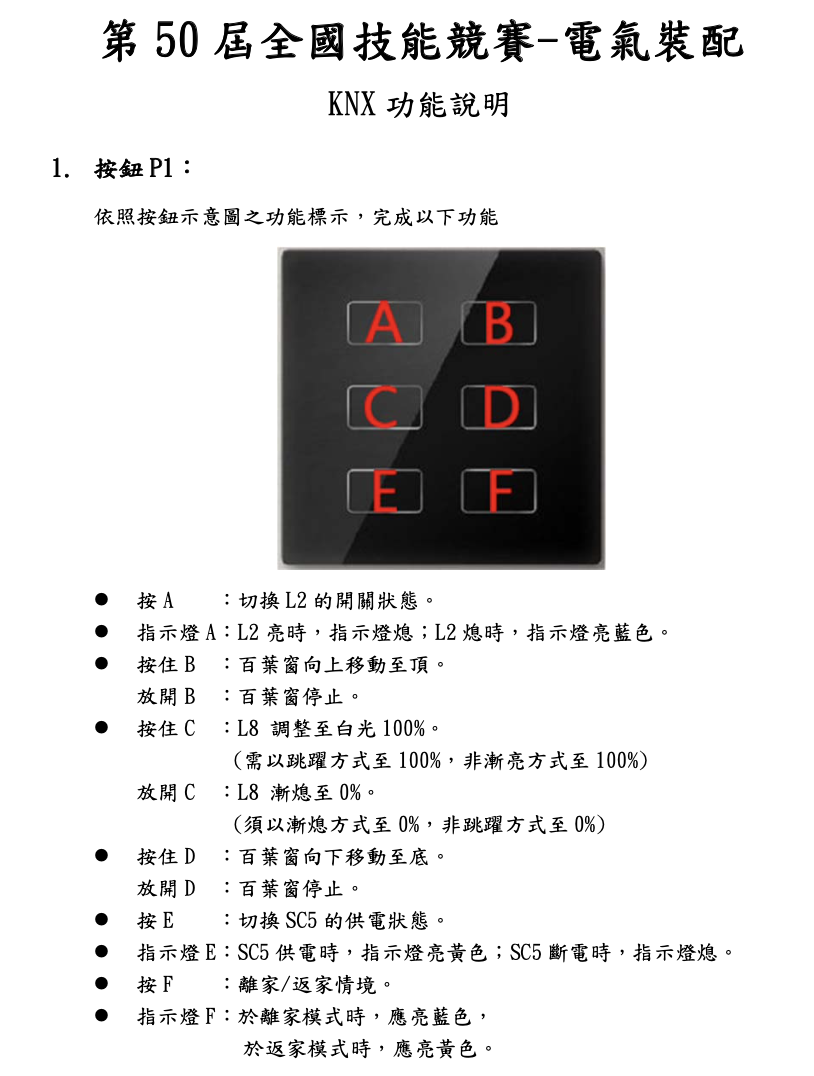 第 50 屆全國技能競賽-電氣裝配
KNX 功能說明
1. 按鈕 P1：
依照按鈕示意圖之功能標示，完成以下功能
A B
C D
E F
● 按 A ：切換 L2 的開關狀態。
● 指示燈 A：L2 亮時，指示燈熄；L2 熄時，指示燈亮藍色。
● 按住 B ：百葉窗向上移動至頂。
放開 B ：百葉窗停止。
● 按住 C ：L8 調整至白光 100%。
(需以跳躍方式至 100%，非漸亮方式至 100%)
放開 C ：L8 漸熄至 0%。
(須以漸熄方式至 0%，非跳躍方式至 0%)
● 按住 D ：百葉窗向下移動至底。
放開 D ：百葉窗停止。
● 按 E ：切換 SC5 的供電狀態。
● 指示燈 E：SC5 供電時，指示燈亮黃色；SC5 斷電時，指示燈熄。
● 按 F ：離家/返家情境。
● 指示燈 F：於離家模式時，應亮藍色，
於返家模式時，應亮黃色。